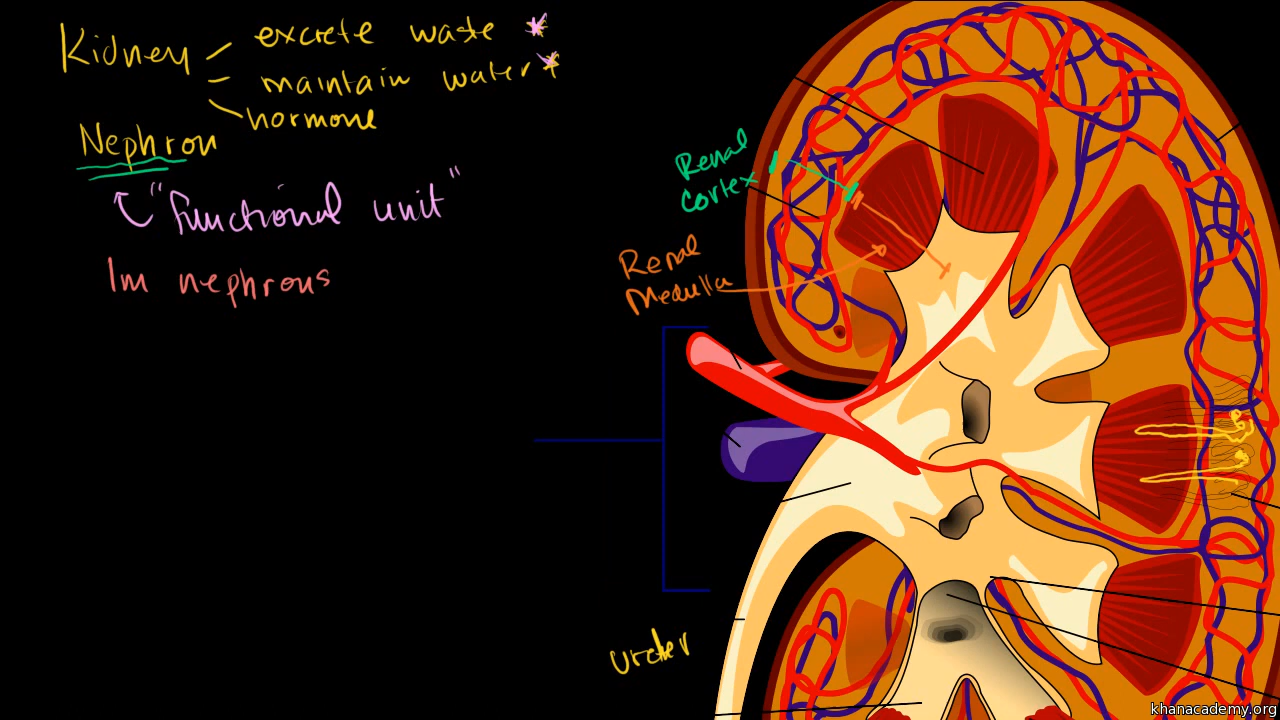 Kidney
excrete waste *
maintain water *
hormone
Nephron
"functional unit"
1m nephrons
Renal
Cortex
Renal
Medulla
Ureter
khanacademy.org